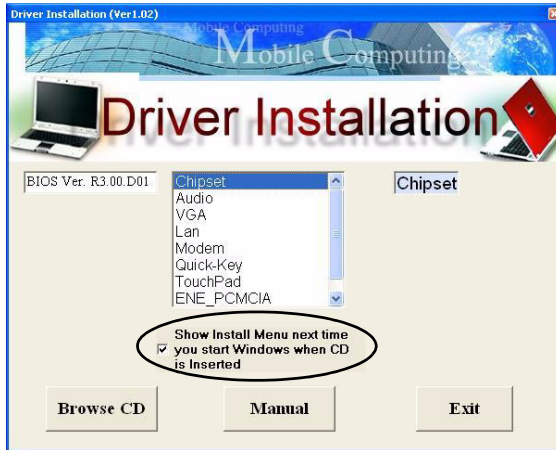 Driver Installation (Ver1.02)
Mobile Computing
Mobile Computing
Driver Installation
BIOS Ver. R3.00.D01
Chipset
Audio
VGA
Lan
Modem
Quick-Key
TouchPad
ENE_PCMCIA
Chipset
Show Install Menu next time
you start Windows when CD
is Inserted
Browse CD
Manual
Exit